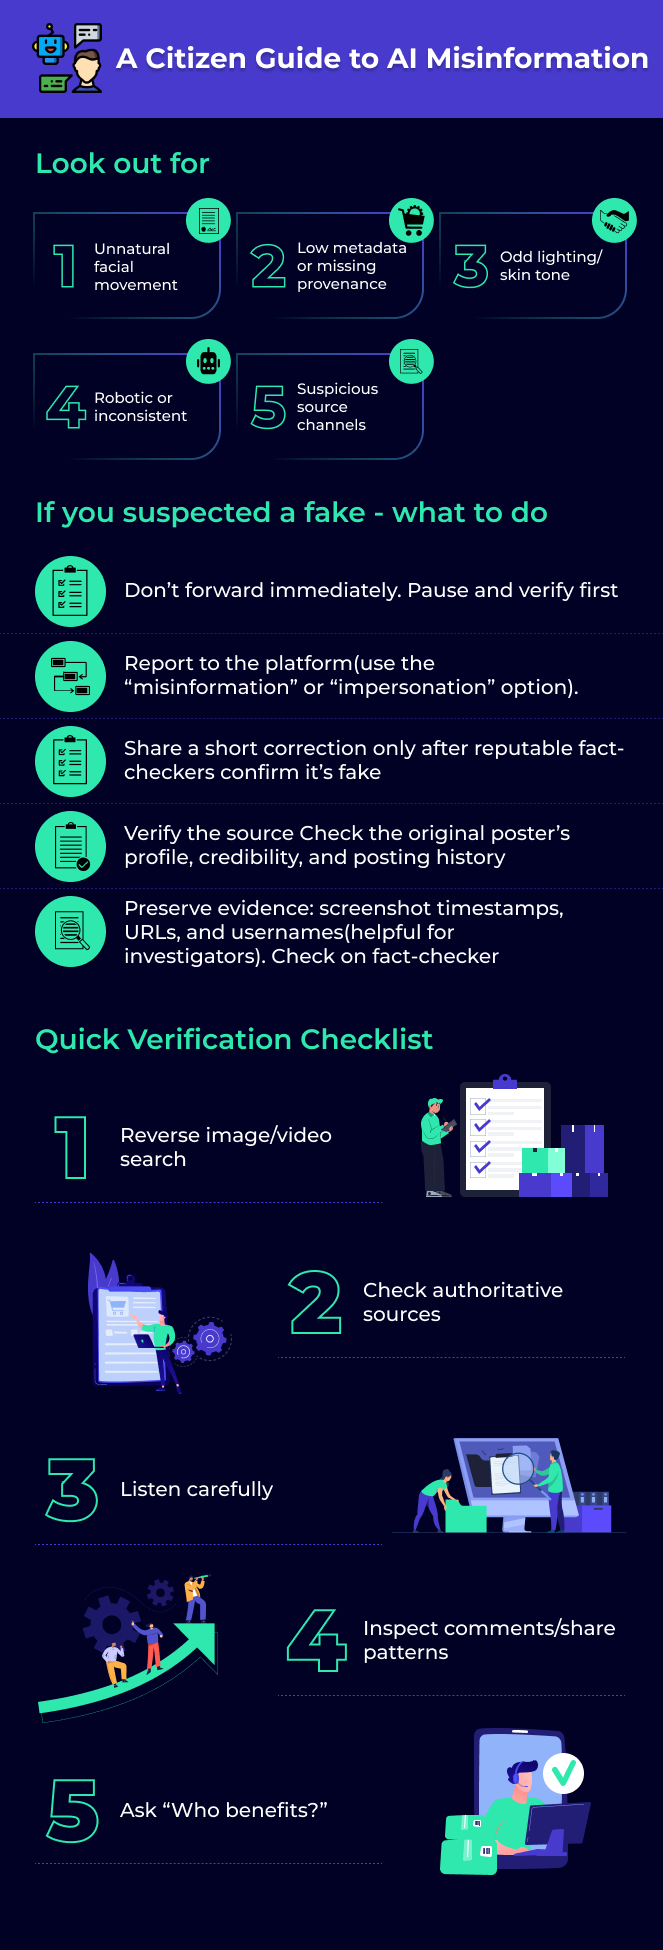 A Citizen Guide to AI Misinformation
Look out for
1
Unnatural
facial
movement
2
Low metadata
or missing
provenance
3
Odd lighting/
skin tone
4
Robotic or
inconsistent
5
Suspicious
source
channels
If you suspected a fake - what to do
Don’t forward immediately. Pause and verify first
Report to the platform(use the
“misinformation” or “impersonation” option).
Share a short correction only after reputable fact-
checkers confirm it’s fake
Verify the source Check the original poster’s
profile, credibility, and posting history
Preserve evidence: screenshot timestamps,
URLs, and usernames(helpful for
investigators). Check on fact-checker
Quick Verification Checklist
1
Reverse image/video
search
2
Check authoritative
sources
3
Listen carefully
4
Inspect comments/share
patterns
5
Ask “Who benefits?”